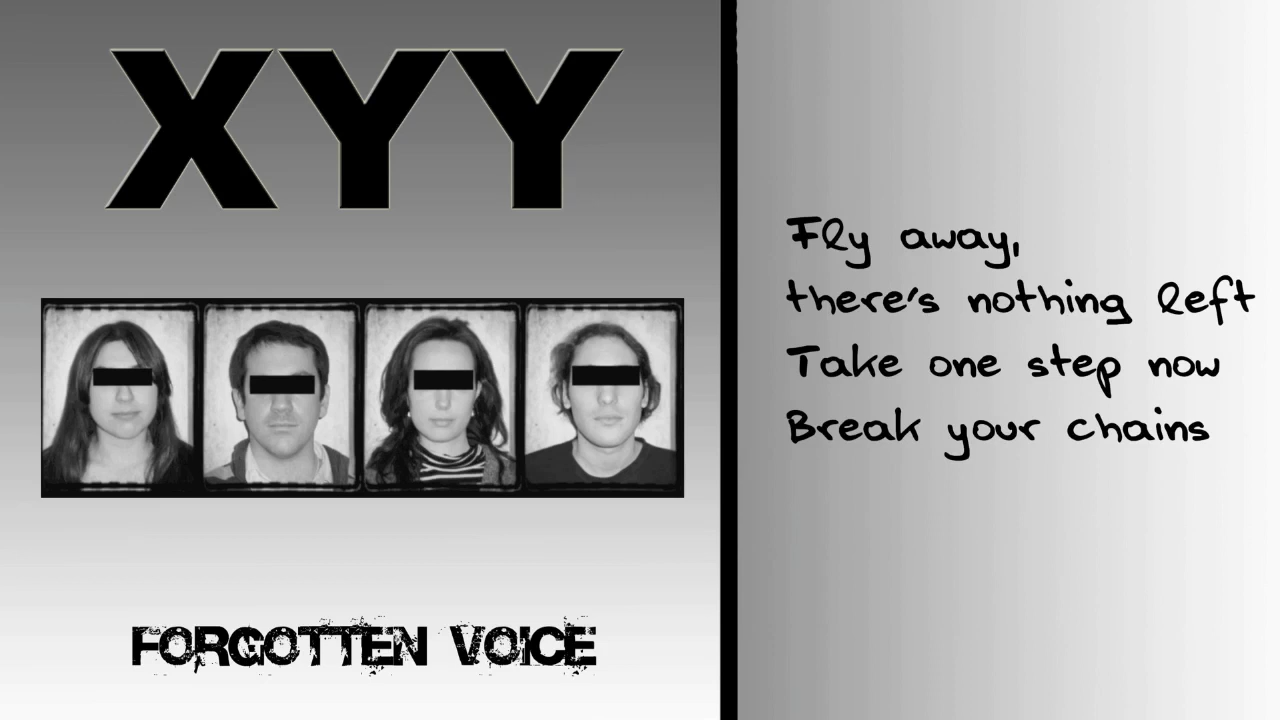 XYY
FORGOTTEN VOICE
Fly away,
there's nothing left
Take one step now
Break your chains